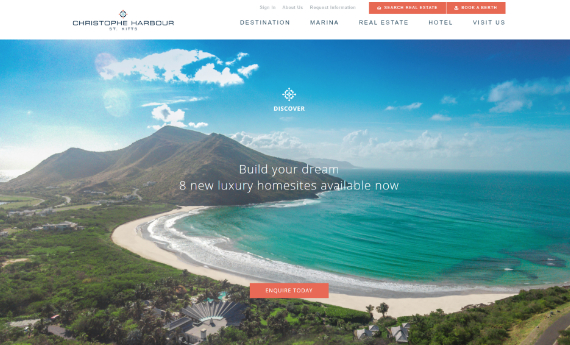 Sign In About Us Request Information SEARCH REAL ESTATE BOOK A BERTH
CHRISTOPHE HARBOUR
ST. KITTS
DESTINATION MARINA REAL ESTATE HOTEL VISIT US
DISCOVER
Build your dream
8 new luxury homesites available now
ENQUIRE TODAY